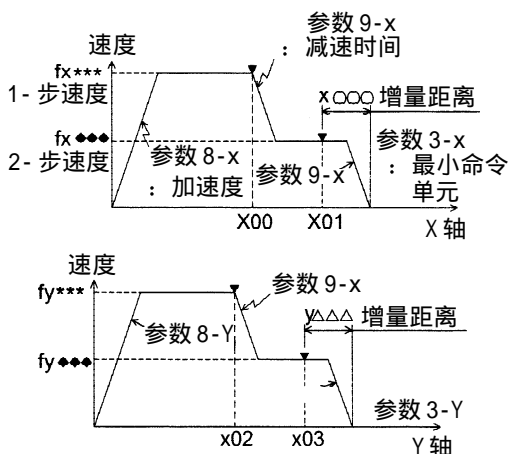 参数 9-x
：减速时间
速度
fx***
1- 步速度
x○○○ 增量距离
fx ♣♣♣
2- 步速度
参数 8-x
：加速度
参数 9-x
参数 3-x
：最小命令
单元
X00
X01
X 轴
速度
fy***
参数 9-x
y△△△ 增量距离
参数 8-Y
fy ♣♣♣
参数 3-Y
x02
x03
Y 轴